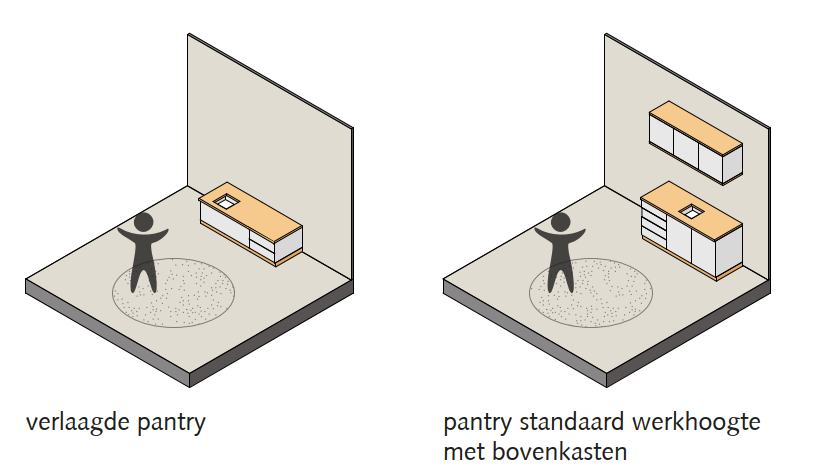 verlaagde pantry
pantry standaard werkhoogte
met bovenkasten